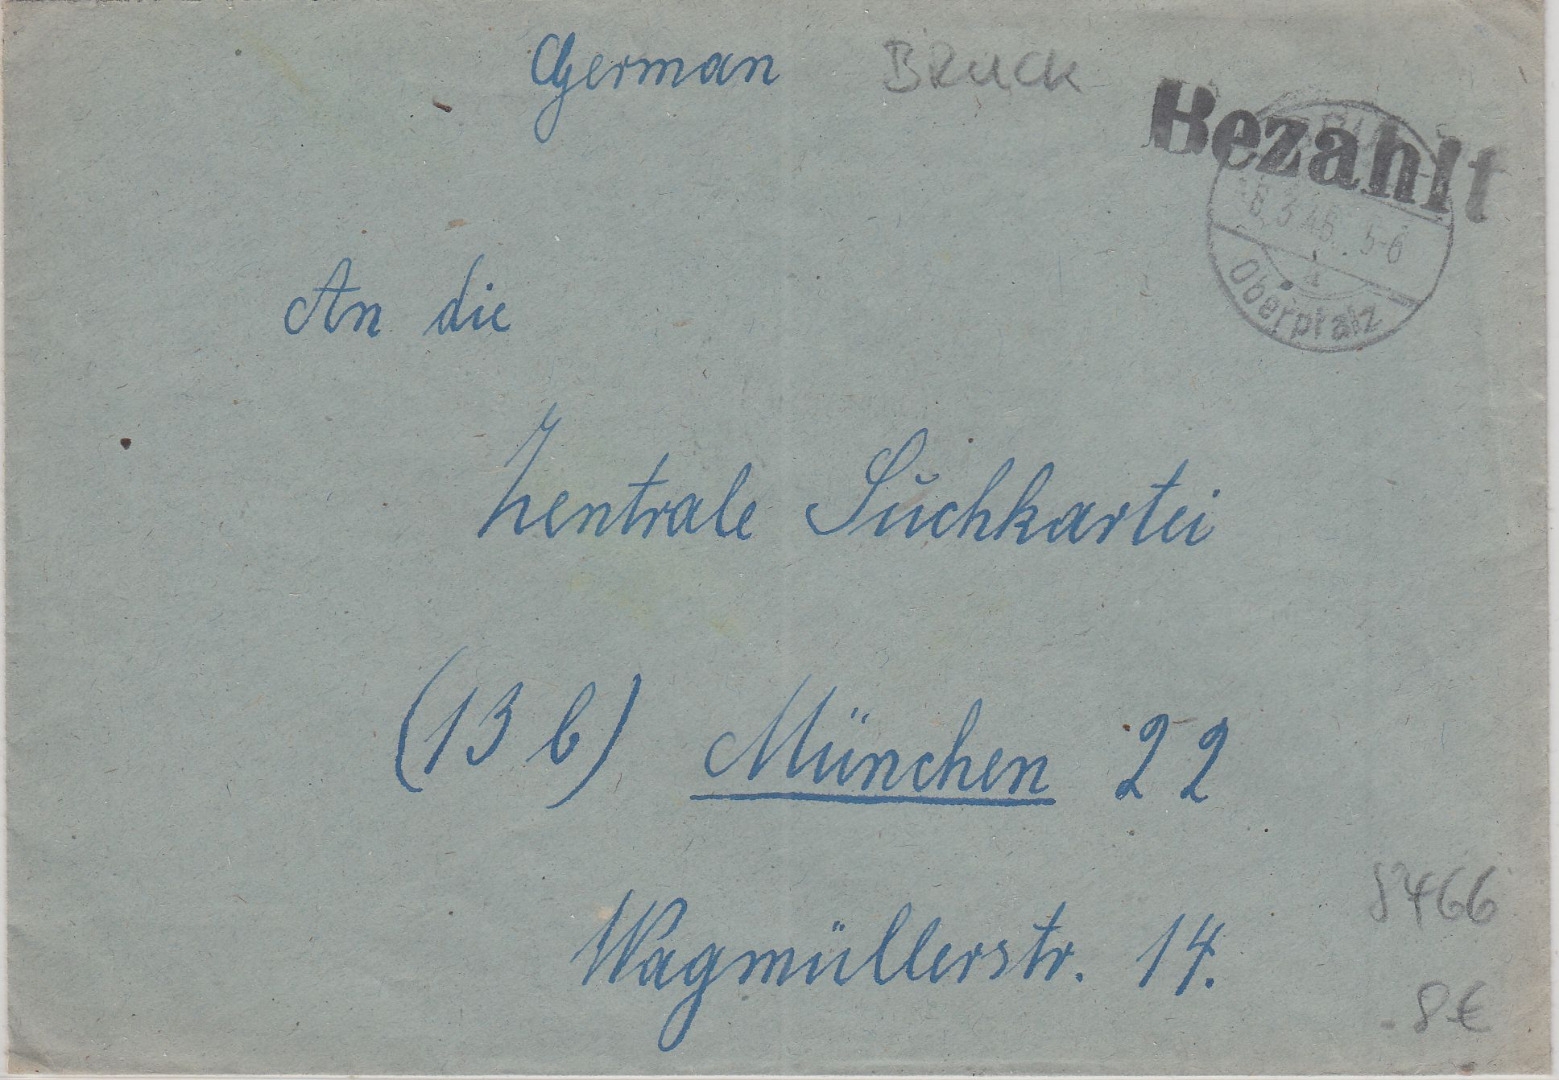 German BRUCK
Bezahlt
6.3.46. 5-6
a
Oberpfalz
An die
Zentrale Suchkartei
(13 b) München 22
Wagmüllerstr. 14.
8466
8 €